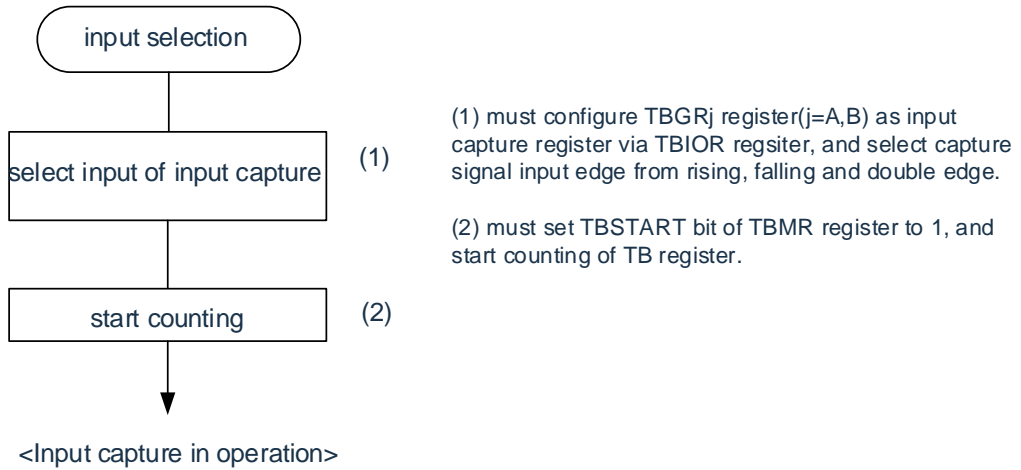 input selection
(1) must configure TBGRj register(j=A,B) as input
capture register via TBIOR regsiter, and select capture
signal input edge from rising, falling and double edge.
select input of input capture
(1)
(2) must set TBSTART bit of TBMR register to 1, and
start counting of TB register.
start counting
(2)
<Input capture in operation>